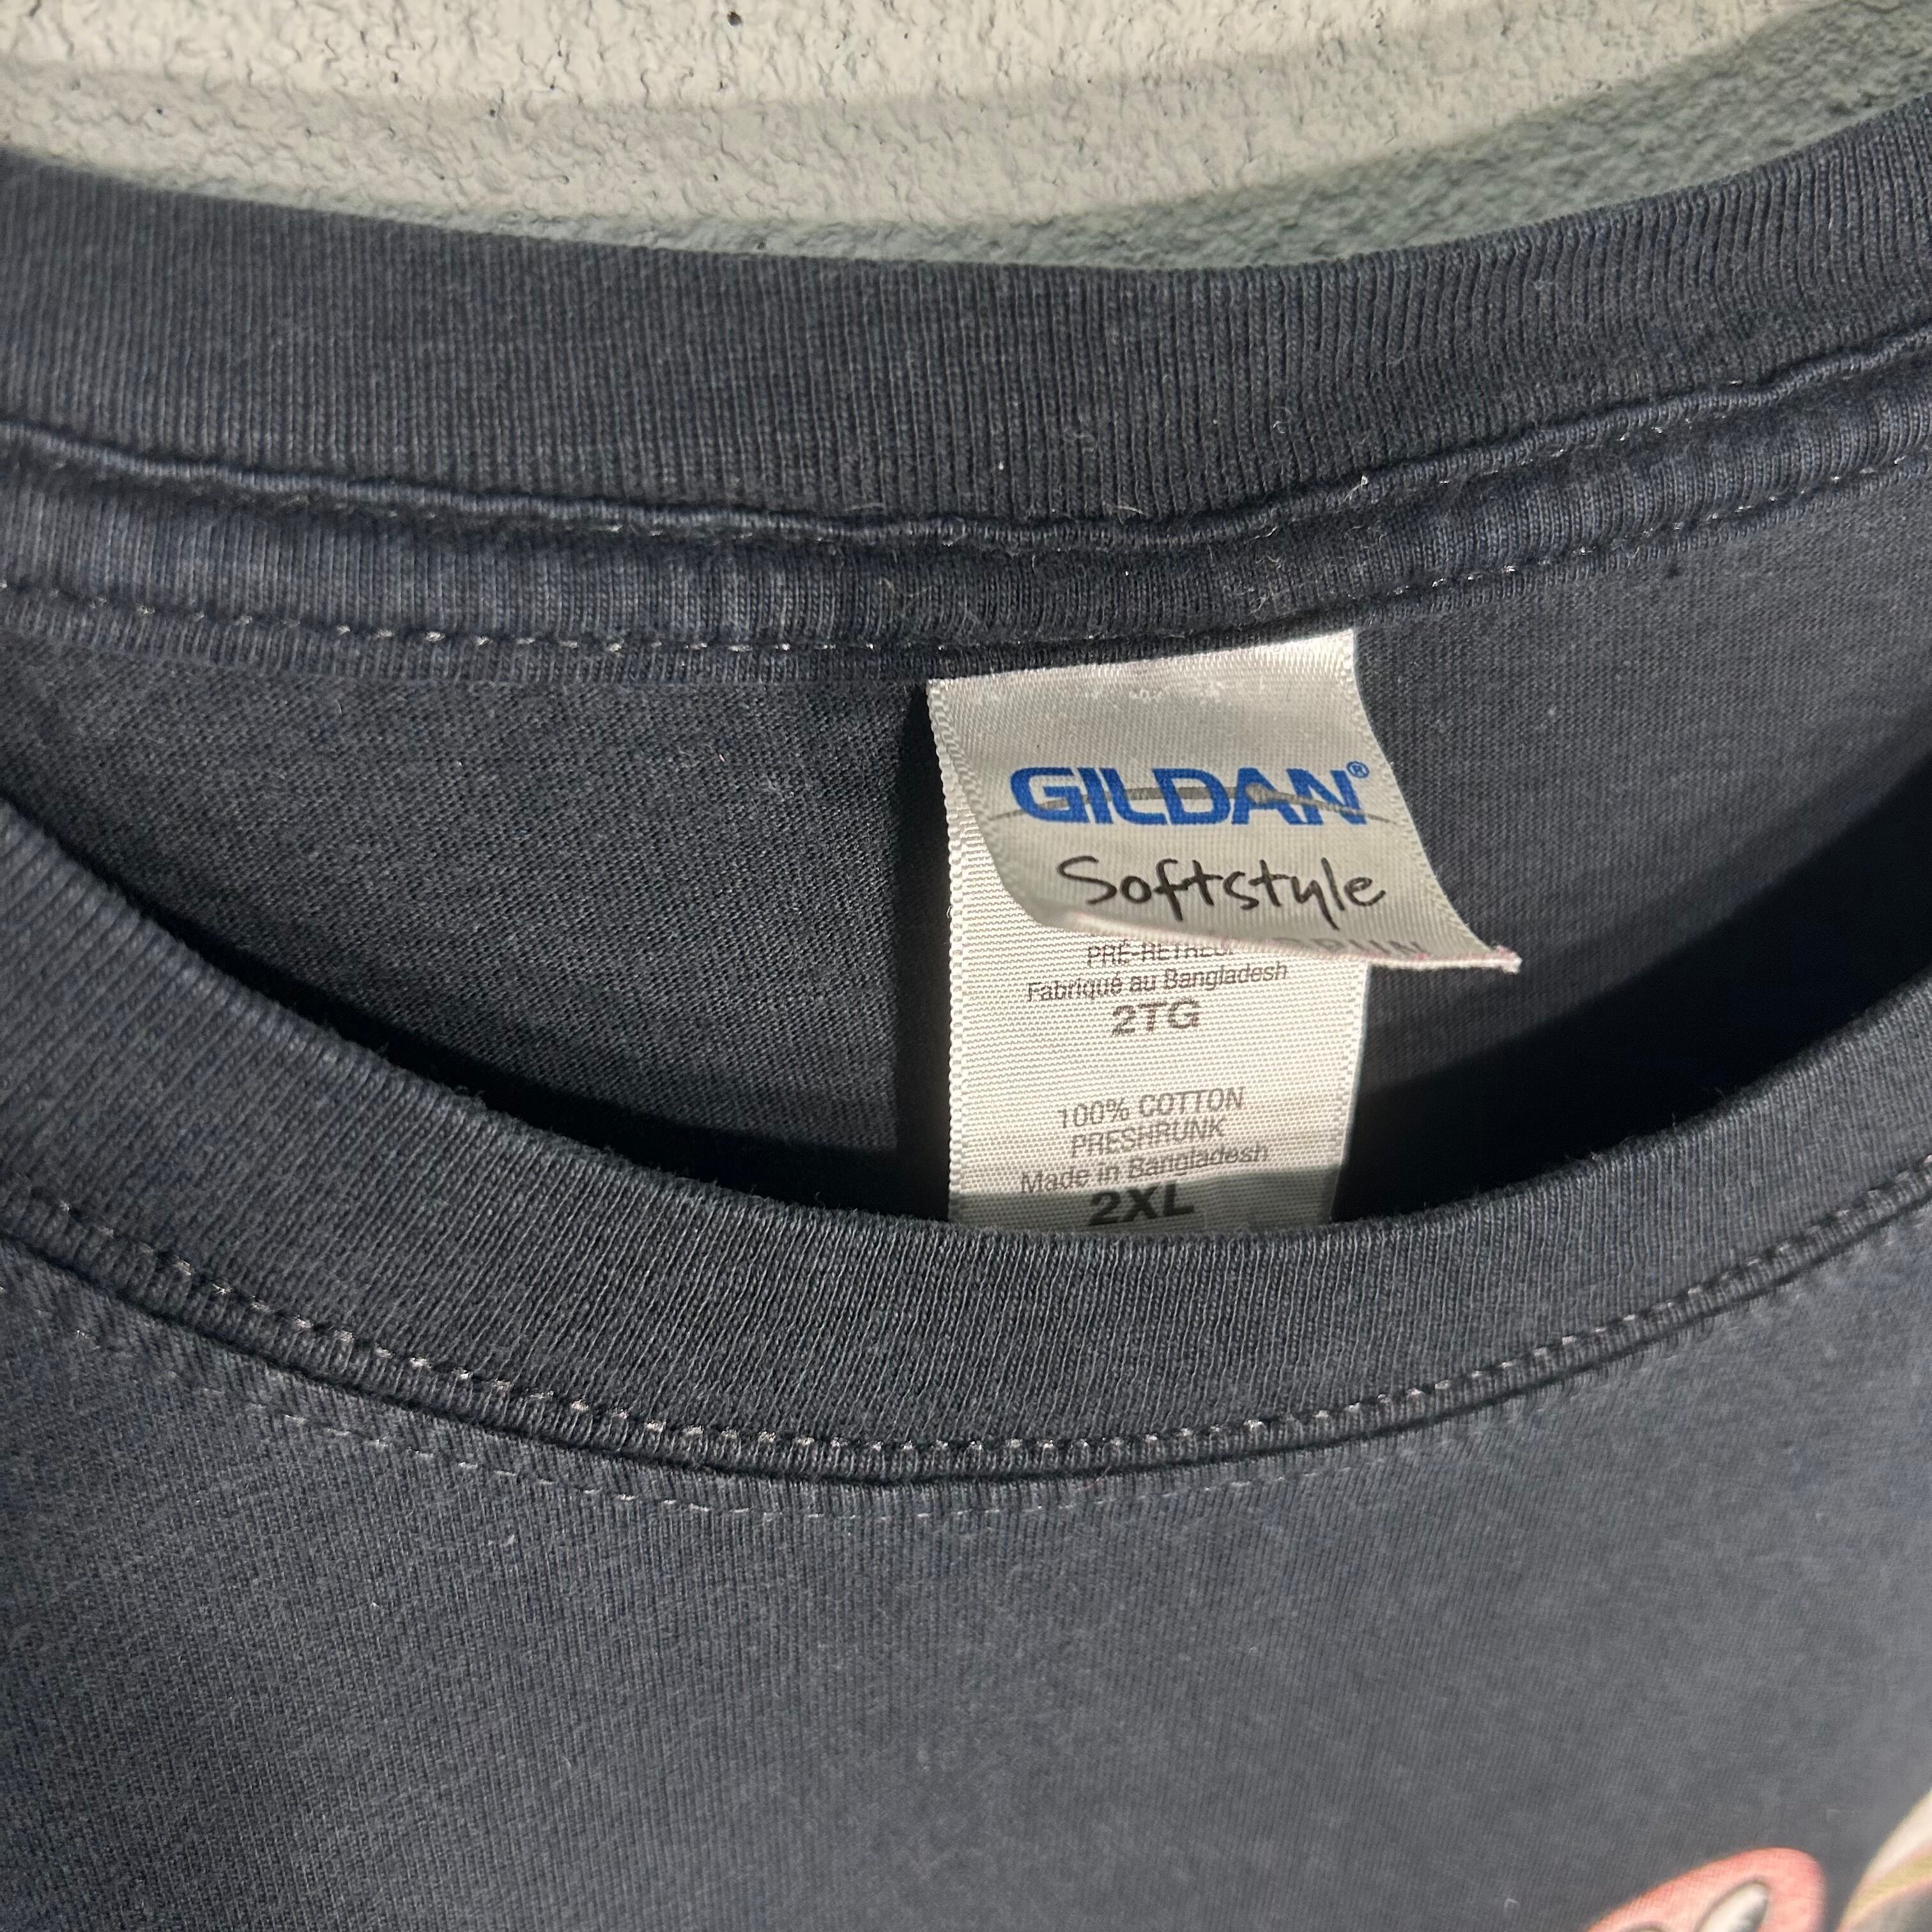 GILDAN®
Softstyle
Fabriqué au Bangladesh
2TG
100% COTTON
PRESHRUNK
Made in Bangladesh
2XL